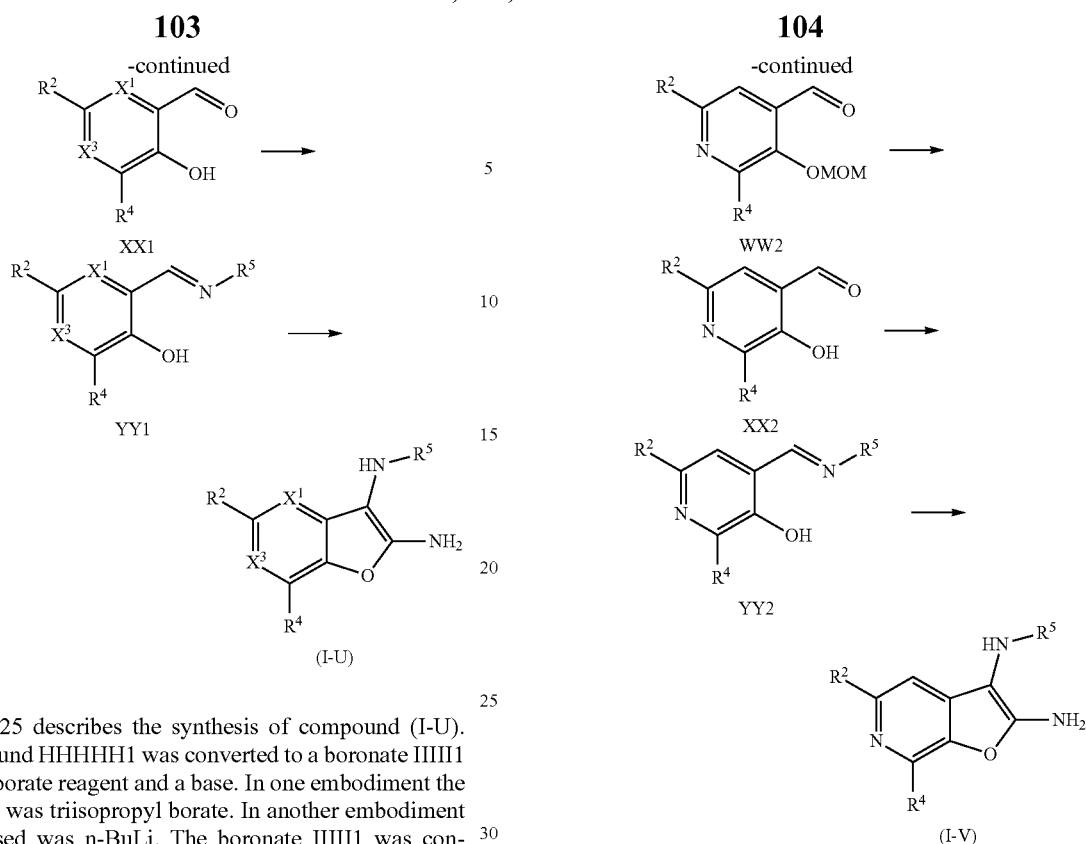 103
-continued
R² X¹ O
X³ OH
R⁴
XX1
R² X¹ N R⁵
X³ OH
R⁴
YY1
HN R⁵
R² X¹
NH₂
X³ O
R⁴
(I-U)
25 describes the synthesis of compound (I-U).
und HHHHH1 was converted to a boronate IIIII1
borate reagent and a base. In one embodiment the
was triisopropyl borate. In another embodiment
sed was n-BuLi. The boronate IIIII1 was con-
5
10
15
20
25
30
104
-continued
R² O
N OMOM
R⁴
WW2
R² O
N OH
R⁴
XX2
R² N R⁵
N OH
R⁴
YY2
HN R⁵
R²
NH₂
N O
R⁴
(I-V)